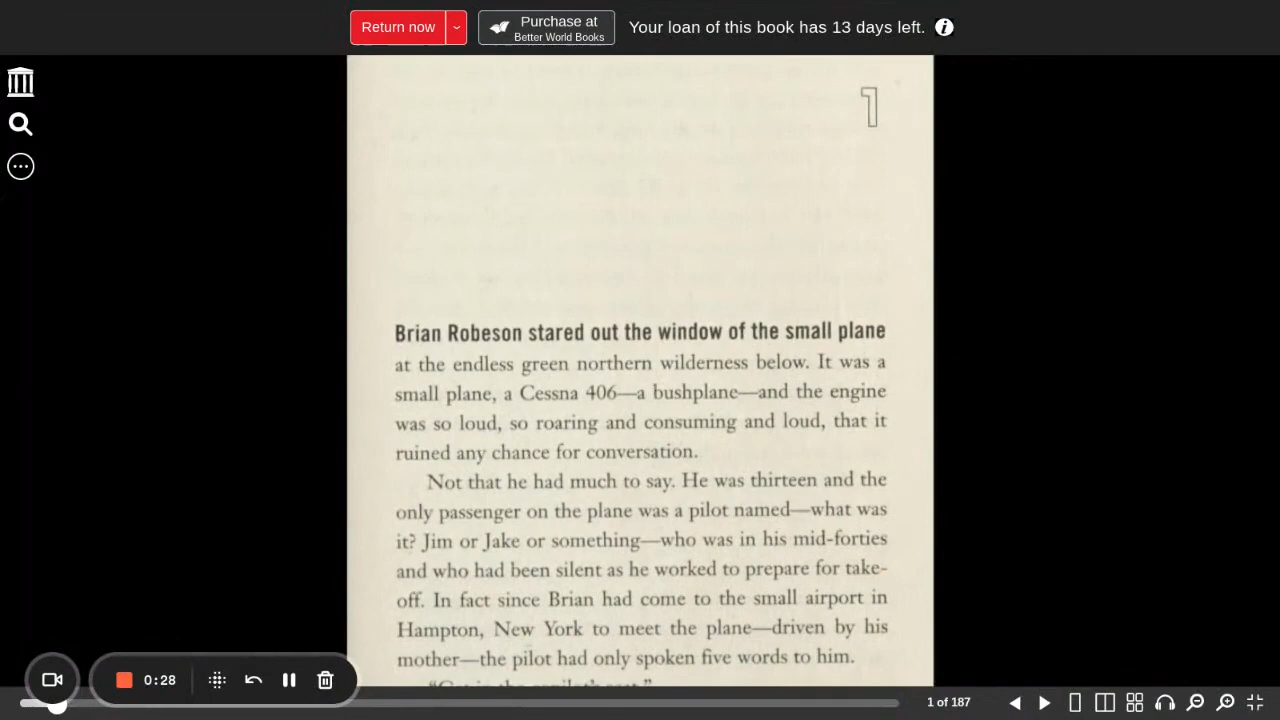 Return now
Purchase at
Better World Books
Your loan of this book has 13 days left.
1
Brian Robeson stared out the window of the small plane
at the endless green northern wilderness below. It was a
small plane, a Cessna 406—a bushplane—and the engine
was so loud, so roaring and consuming and loud, that it
ruined any chance for conversation.
Not that he had much to say. He was thirteen and the
only passenger on the plane was a pilot named—what was
it? Jim or Jake or something—who was in his mid-forties
and who had been silent as he worked to prepare for take-
off. In fact since Brian had come to the small airport in
Hampton, New York to meet the plane—driven by his
mother—the pilot had only spoken five words to him.
"Get in the copilot's seat."
0:28
1 of 187